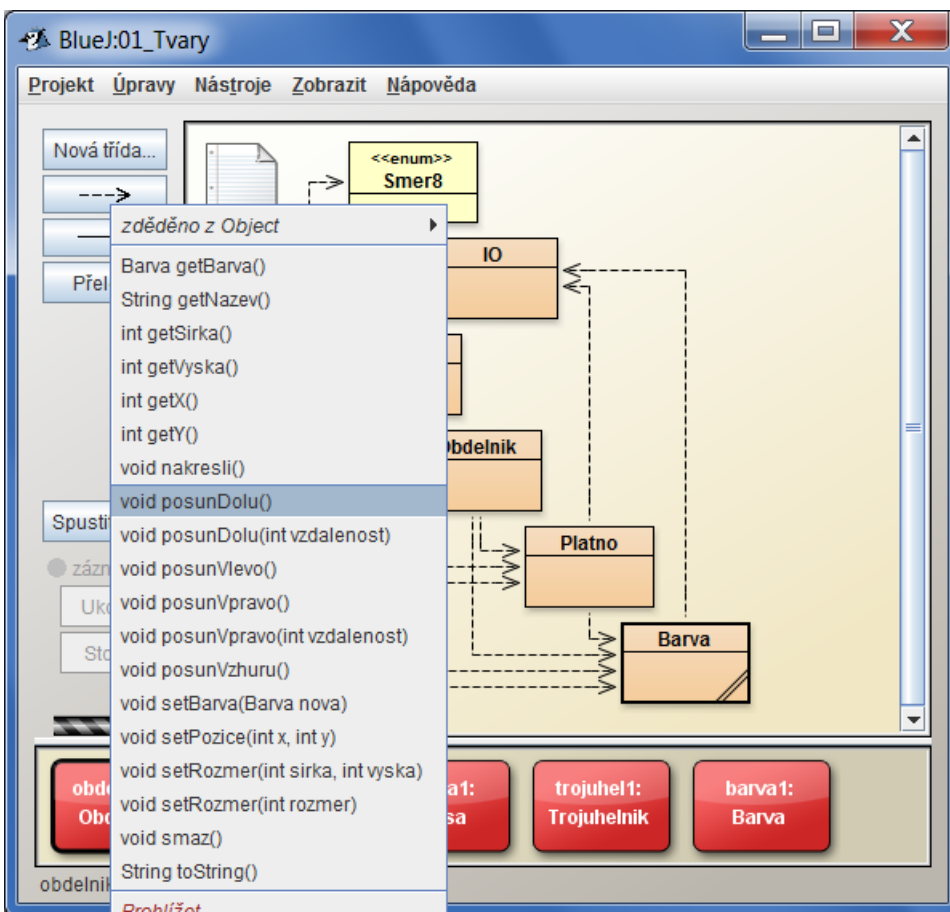 BlueJ:01_Tvary
Projekt Úpravy Nástroje Zobrazit Nápověda
Nová třída...
<<enum>>
Smer8
zděděno z Object
Barva getBarva()
String getNazev()
int getSirka()
int getVyska()
int getX()
int getY()
void nakresli()
void posunDolu()
void posunDolu(int vzdalenost)
void posunVlevo()
void posunVpravo()
void posunVpravo(int vzdalenost)
void posunVzhuru()
void setBarva(Barva nova)
void setPozice(int x, int y)
void setRozmer(int sirka, int vyska)
void setRozmer(int rozmer)
void smaz()
String toString()
Prohlížet
IO
Platno
Barva
trojuhel1:
Trojuhelnik
barva1:
Barva